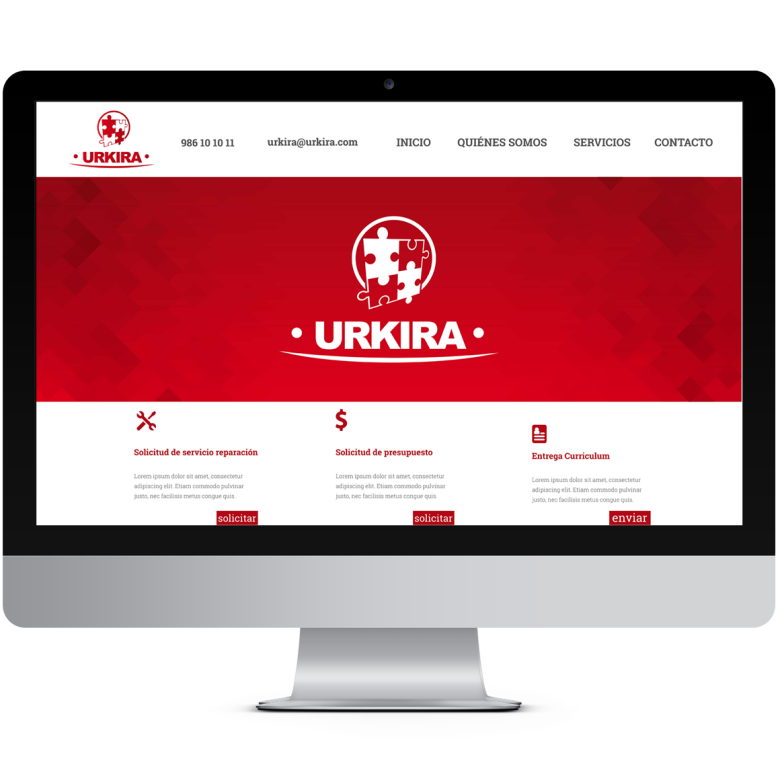 • URKIRA •
986 10 10 11
urkira@urkira.com
INICIO
QUIÉNES SOMOS
SERVICIOS
CONTACTO
• URKIRA •
$
Solicitud de servicio reparación
Lorem ipsum dolor sit amet, consectetur
adipiscing elit. Etiam commodo pulvinar
justo, nec facilisis metus congue quis.
solicitar
Solicitud de presupuesto
Lorem ipsum dolor sit amet, consectetur
adipiscing elit. Etiam commodo pulvinar
justo, nec facilisis metus congue quis.
solicitar
Entrega Curriculum
Lorem ipsum dolor sit amet, consectetur
adipiscing elit. Etiam commodo pulvinar
justo, nec facilisis metus congue quis.
enviar